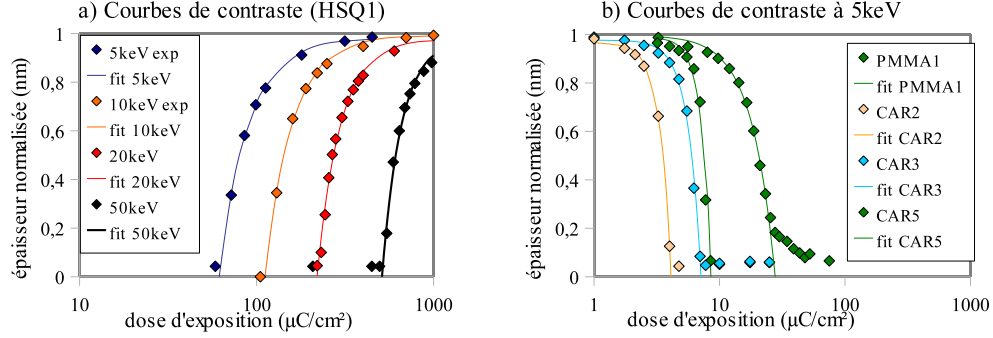 a) Courbes de contraste (HSQ1)
épaisseur normalisée (nm)
1
0,8
0,6
0,4
0,2
0
5keV exp
fit 5keV
10keV exp
fit 10keV
20keV
fit 20keV
50keV
fit 50keV
10
100
1000
dose d'exposition (µC/cm²)
b) Courbes de contraste à 5keV
épaisseur normalisée (nm)
1
0,8
0,6
0,4
0,2
0
PMMA1
fit PMMA1
CAR2
fit CAR2
CAR3
fit CAR3
CAR5
fit CAR5
1
10
100
1000
dose d'exposition (µC/cm²)